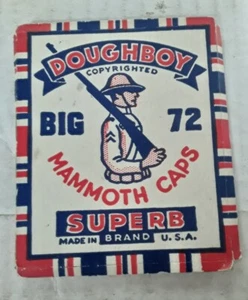 DOUGHBOY
COPYRIGHTED
BIG 72
MAMMOTH CAPS
SUPERB
MADE IN BRAND U.S.A.